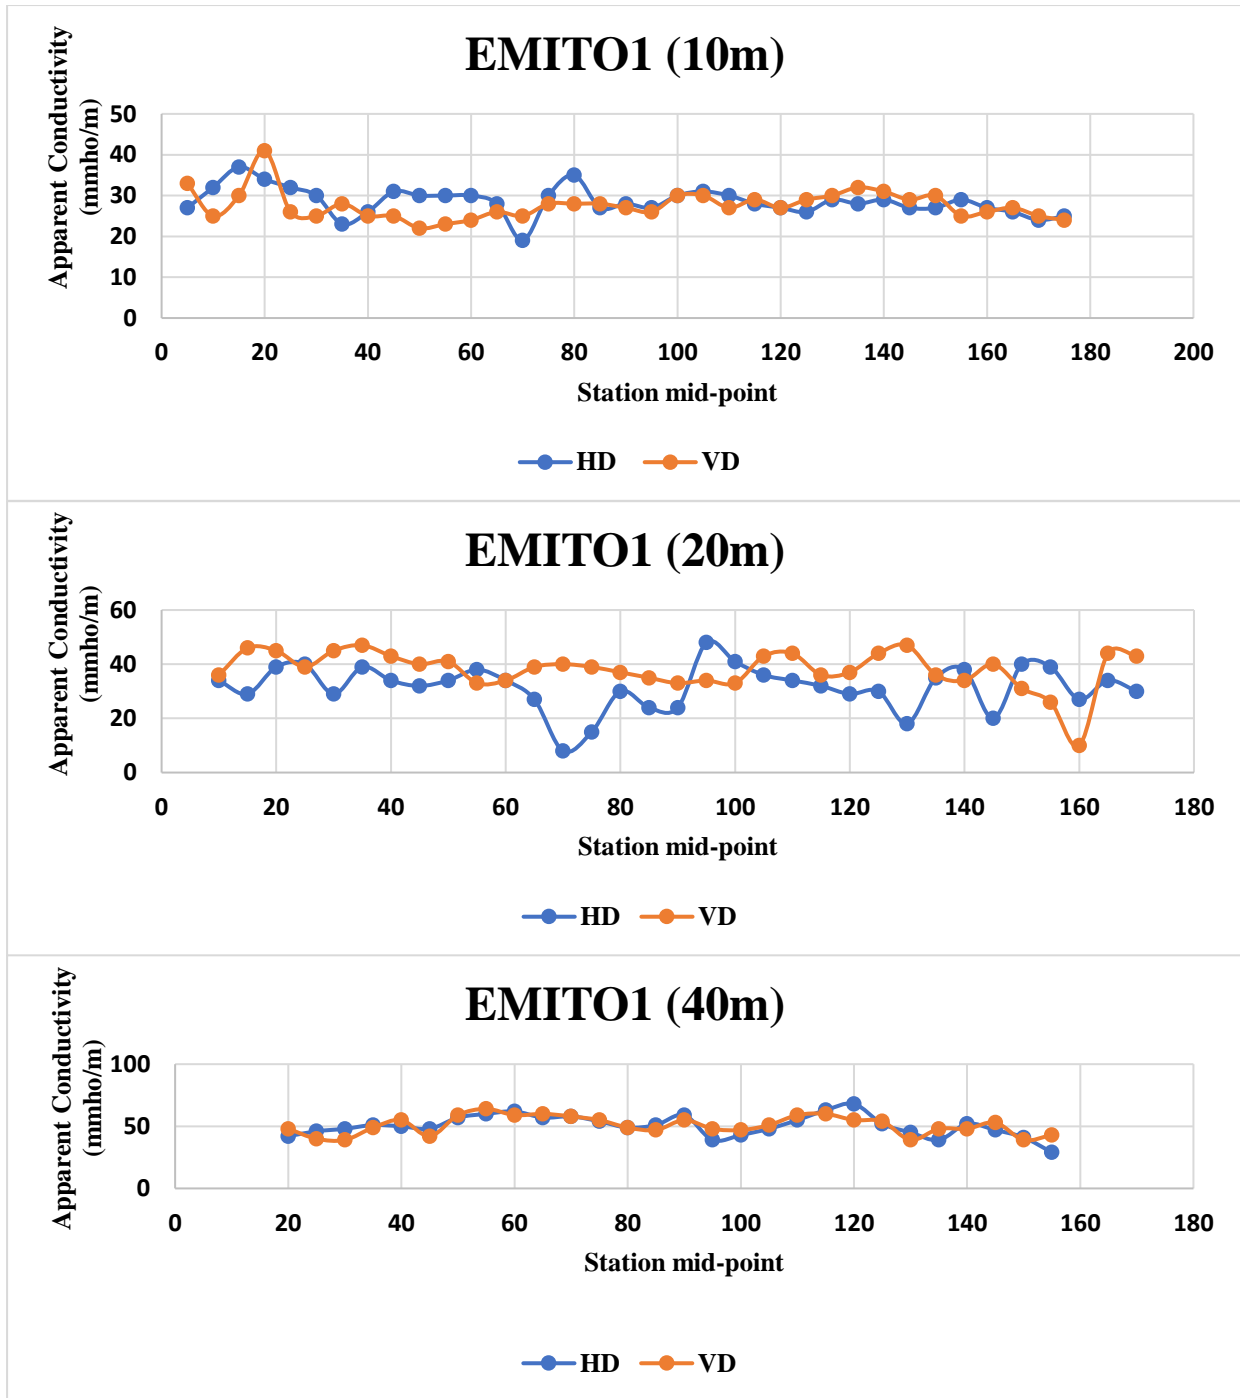 EMITO1 (10m)
Apparent Conductivity
(mmho/m)
50
40
30
20
10
0
0 20 40 60 80 100 120 140 160 180 200
Station mid-point
HD VD
EMITO1 (20m)
Apparent Conductivity
(mmho/m)
60
40
20
0
0 20 40 60 80 100 120 140 160 180
Station mid-point
HD VD
EMITO1 (40m)
Apparent Conductivity
(mmho/m)
100
50
0
0 20 40 60 80 100 120 140 160 180
Station mid-point
HD VD